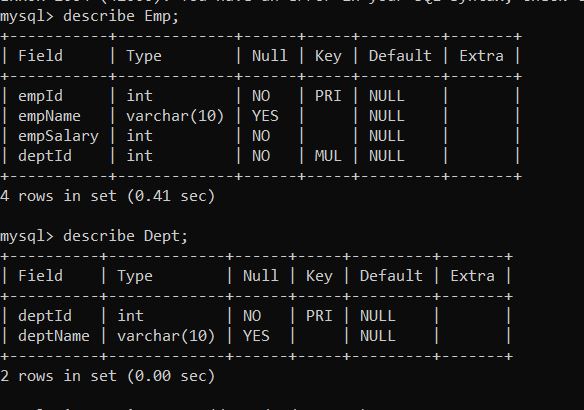 mysql> describe Emp;
+-----------+-------------+------+-----+---------+-------+
| Field     | Type        | Null | Key | Default | Extra |
+-----------+-------------+------+-----+---------+-------+
| empId     | int         | NO   | PRI | NULL    |       |
| empName   | varchar(10) | YES  |     | NULL    |       |
| empSalary | int         | NO   |     | NULL    |       |
| deptId    | int         | NO   | MUL | NULL    |       |
+-----------+-------------+------+-----+---------+-------+
4 rows in set (0.41 sec)
mysql> describe Dept;
+----------+-------------+------+-----+---------+-------+
| Field    | Type        | Null | Key | Default | Extra |
+----------+-------------+------+-----+---------+-------+
| deptId   | int         | NO   | PRI | NULL    |       |
| deptName | varchar(10) | YES  |     | NULL    |       |
+----------+-------------+------+-----+---------+-------+
2 rows in set (0.00 sec)